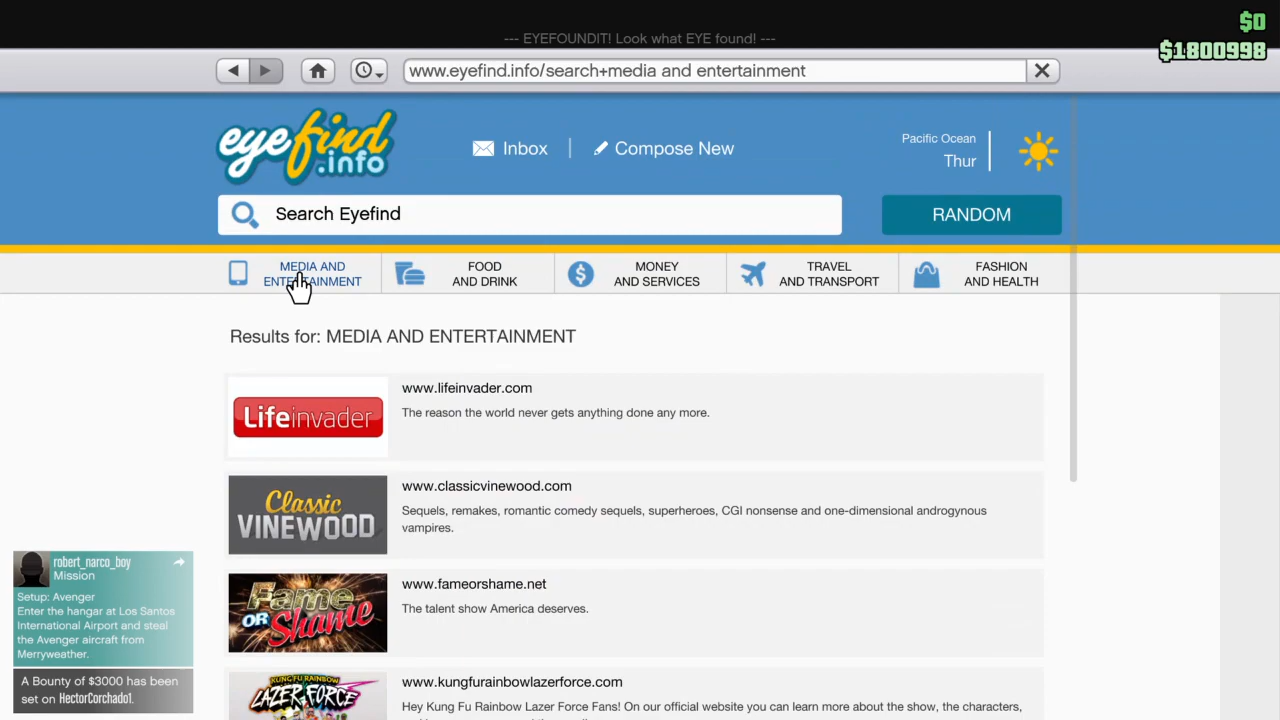 $0
$1800998
--- EYEFOUNDIT! Look what EYE found! ---
www.eyefind.info/search+media and entertainment
eyefind
.info
Inbox
Compose New
Pacific Ocean
Thur
Search Eyefind
RANDOM
MEDIA AND
ENTERTAINMENT
FOOD
AND DRINK
MONEY
AND SERVICES
TRAVEL
AND TRANSPORT
FASHION
AND HEALTH
Results for: MEDIA AND ENTERTAINMENT
Lifeinvader
www.lifeinvader.com
The reason the world never gets anything done any more.
Classic
VINEWOOD
www.classicvinewood.com
Sequels, remakes, romantic comedy sequels, superheroes, CGI nonsense and one-dimensional androgynous
vampires.
Fame
OR Shame
www.fameorshame.net
The talent show America deserves.
KUNG FU RAINBOW
LAZER FORCE
www.kungfurainbowlazerforce.com
Hey Kung Fu Rainbow Lazer Force Fans! On our official website you can learn more about the show, the characters,
robert_narco_boy
Mission
Setup: Avenger
Enter the hangar at Los Santos
International Airport and steal
the Avenger aircraft from
Merryweather.
A Bounty of $3000 has been
set on HectorCorchado1.